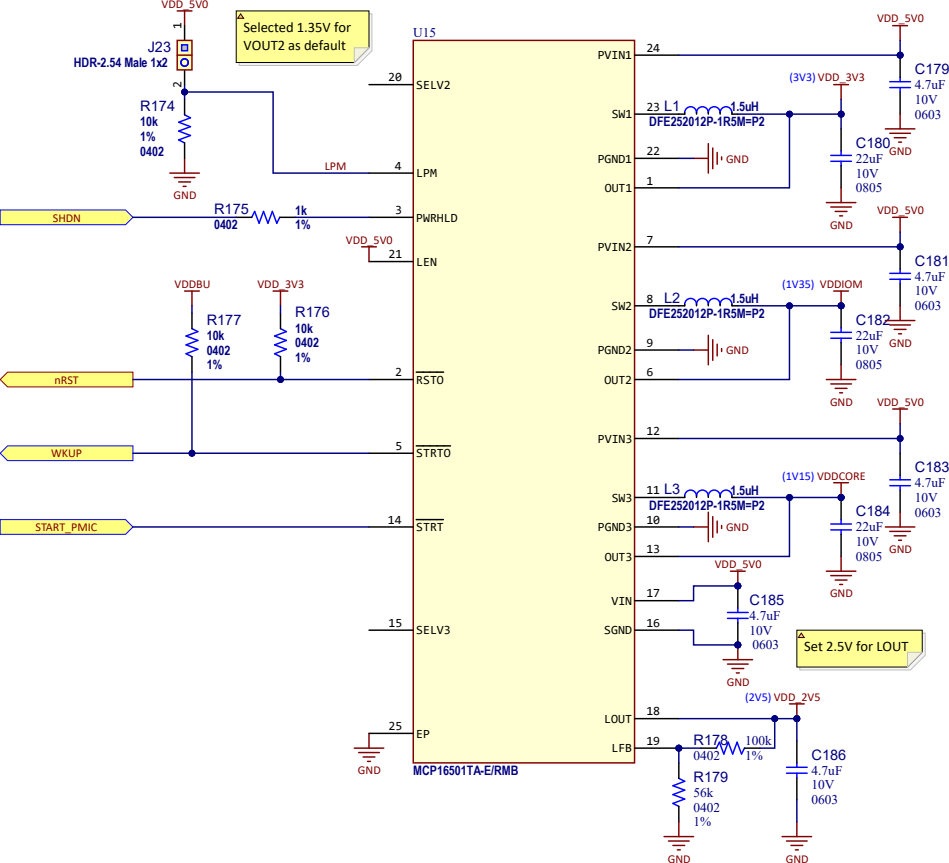 VDD_5V0
1
J23
HDR-2.54 Male 1x2
2
R174
10k
1%
0402
GND
Selected 1.35V for
VOUT2 as default
LPM
SHDN
R175
0402
1k
1%
VDD_5V0
VDDBU
R177
10k
0402
1%
VDD_3V3
R176
10k
0402
1%
nRST
WKUP
START_PMIC
GND
U15
20 SELV2
4 LPM
3 PWRHLD
21 LEN
2 RSTO
5 STRTO
14 STRT
15 SELV3
25 EP
MCP16501TA-E/RMB
PVIN1 24
SW1 23
PGND1 22
OUT1 1
PVIN2 7
SW2 8
PGND2 9
OUT2 6
PVIN3 12
SW3 11
PGND3 10
OUT3 13
VIN 17
SGND 16
LOUT 18
LFB 19
VDD_5V0
C179
4.7uF
10V
0603
GND
L1 1.5uH
DFE252012P-1R5M=P2
(3V3) VDD_3V3
GND
C180
22uF
10V
0805
GND
VDD_5V0
C181
4.7uF
10V
0603
GND
L2 1.5uH
DFE252012P-1R5M=P2
(1V35) VDDIOM
GND
C182
22uF
10V
0805
GND
VDD_5V0
C183
4.7uF
10V
0603
GND
L3 1.5uH
DFE252012P-1R5M=P2
(1V15) VDDCORE
GND
C184
22uF
10V
0805
GND
VDD_5V0
C185
4.7uF
10V
0603
GND
Set 2.5V for LOUT
(2V5) VDD_2V5
R178
0402
100k
1%
R179
56k
0402
1%
GND
C186
4.7uF
10V
0603
GND